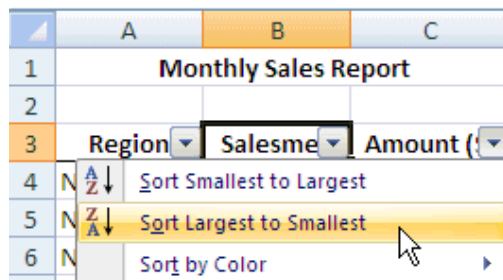 A B C
1 Monthly Sales Report
2
3 Region Salesme Amount (
4 N Sort Smallest to Largest
5 N Sort Largest to Smallest
6 N Sort by Color